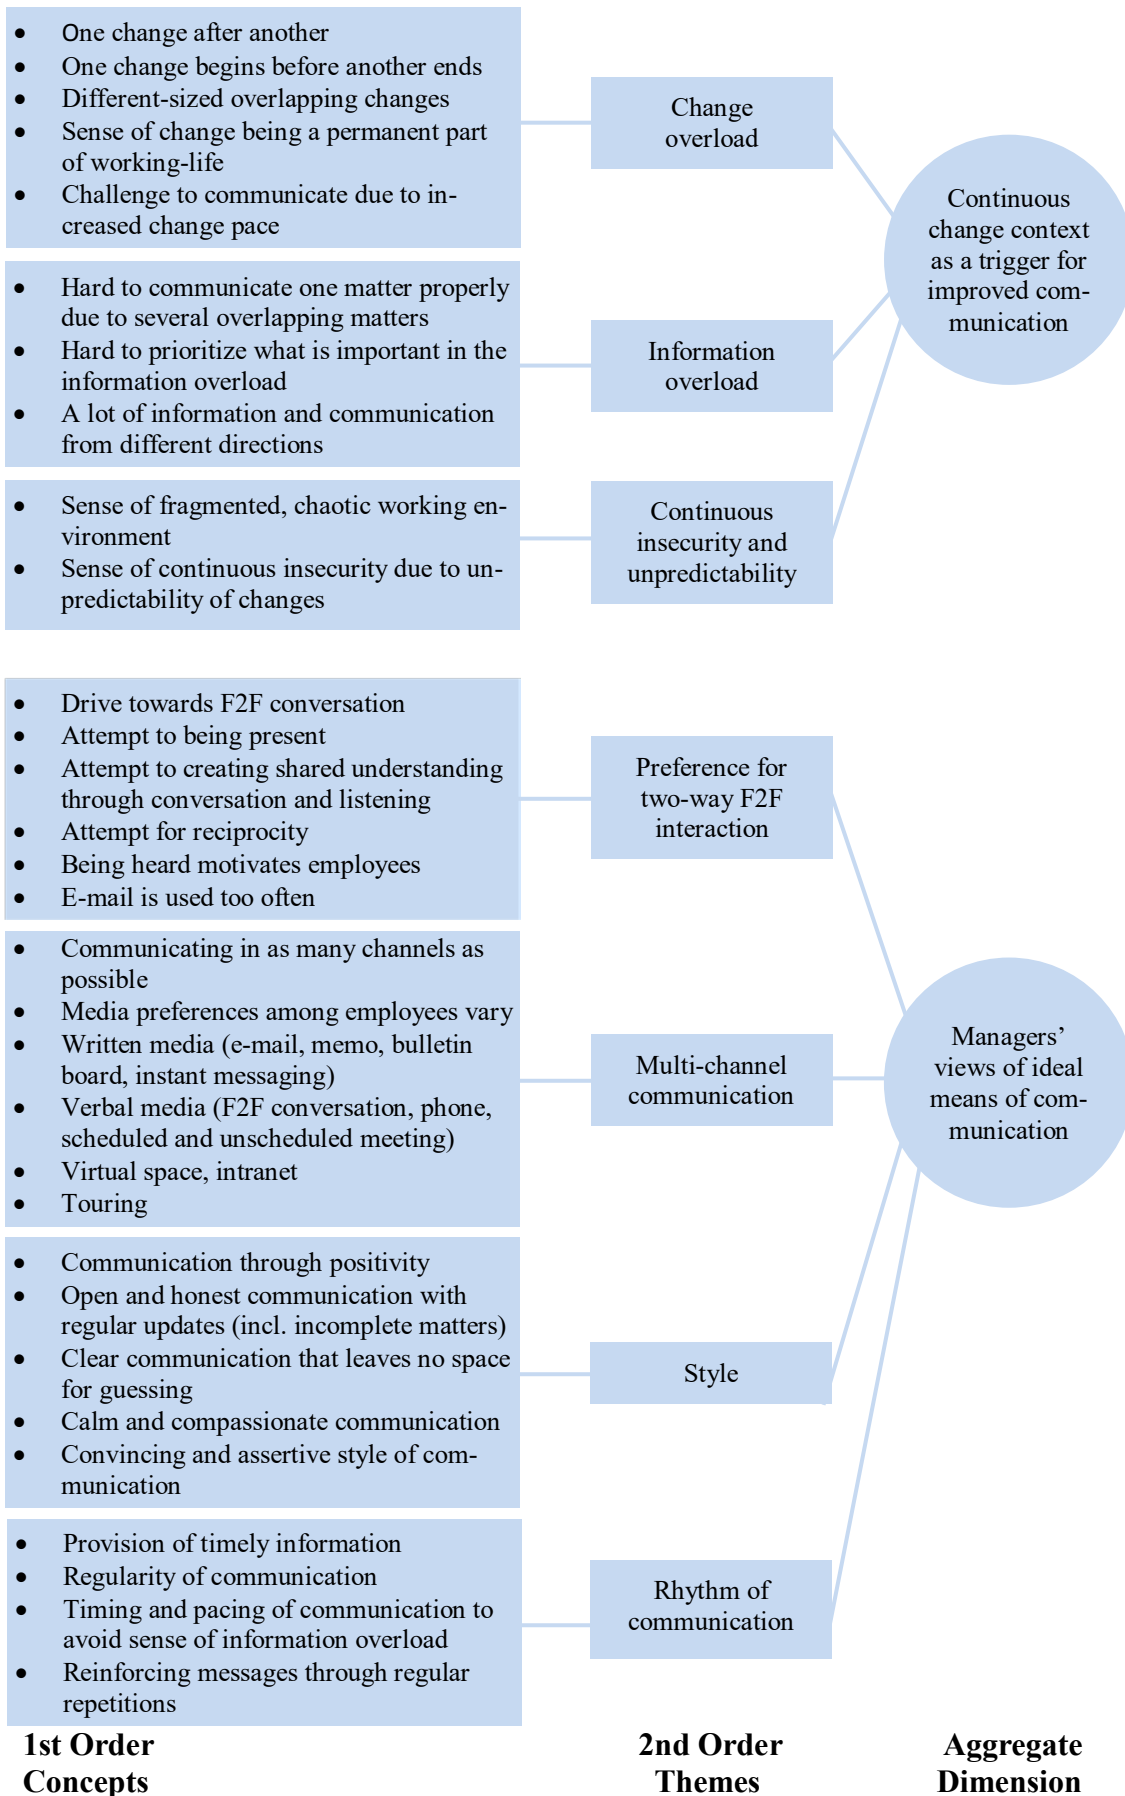 • One change after another
• One change begins before another ends
• Different-sized overlapping changes
• Sense of change being a permanent part
of working-life
• Challenge to communicate due to in-
creased change pace
Change
overload
Continuous
change context
as a trigger for
improved com-
munication
• Hard to communicate one matter properly
due to several overlapping matters
• Hard to prioritize what is important in the
information overload
• A lot of information and communication
from different directions
Information
overload
• Sense of fragmented, chaotic working en-
vironment
• Sense of continuous insecurity due to un-
predictability of changes
Continuous
insecurity and
unpredictability
• Drive towards F2F conversation
• Attempt to being present
• Attempt to creating shared understanding
through conversation and listening
• Attempt for reciprocity
• Being heard motivates employees
• E-mail is used too often
Preference for
two-way F2F
interaction
• Communicating in as many channels as
possible
• Media preferences among employees vary
• Written media (e-mail, memo, bulletin
board, instant messaging)
• Verbal media (F2F conversation, phone,
scheduled and unscheduled meeting)
• Virtual space, intranet
• Touring
Multi-channel
communication
Managers’
views of ideal
means of com-
munication
• Communication through positivity
• Open and honest communication with
regular updates (incl. incomplete matters)
• Clear communication that leaves no space
for guessing
• Calm and compassionate communication
• Convincing and assertive style of com-
munication
Style
• Provision of timely information
• Regularity of communication
• Timing and pacing of communication to
avoid sense of information overload
• Reinforcing messages through regular
repetitions
Rhythm of
communication
1st Order
Concepts
2nd Order
Themes
Aggregate
Dimension